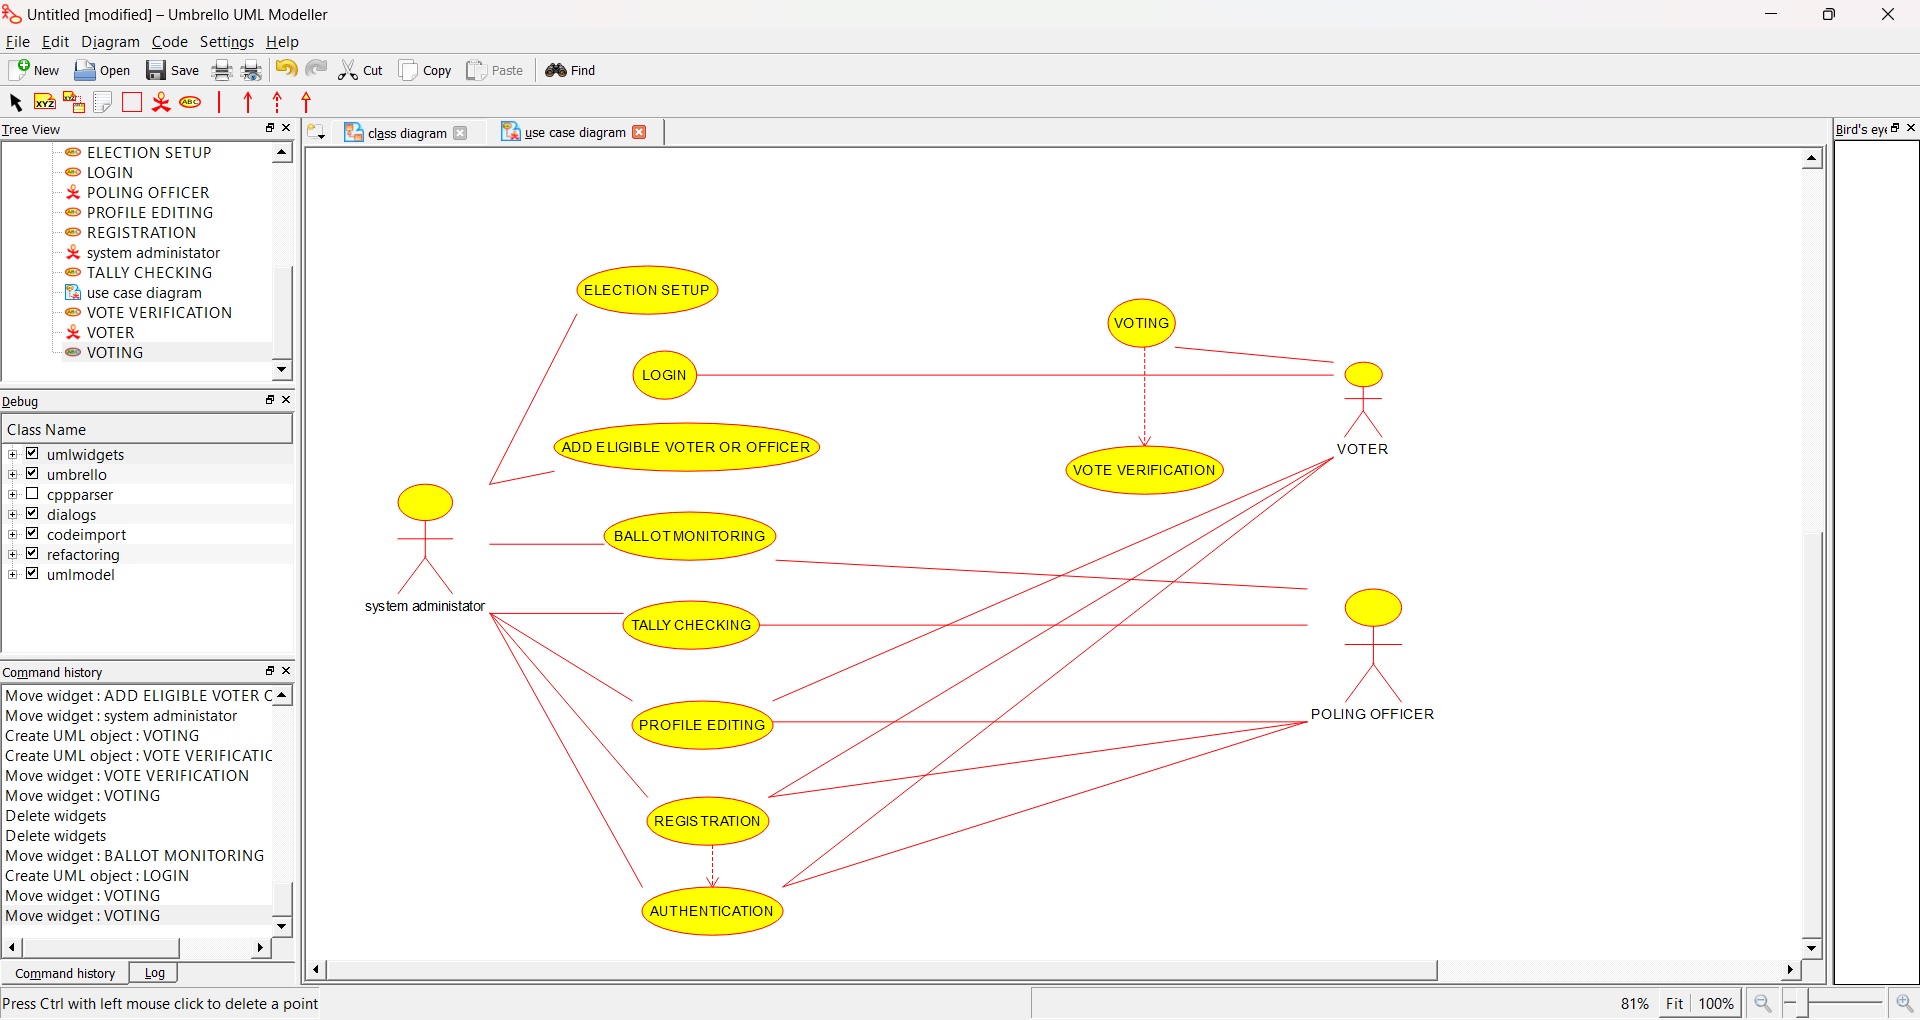 Untitled [modified] – Umbrello UML Modeller
File Edit Diagram Code Settings Help
New Open Save Cut Copy Paste Find
XYZ XYZ ABC
Tree View
class diagram
use case diagram
Bird's eye
ELECTION SETUP
LOGIN
POLING OFFICER
PROFILE EDITING
REGISTRATION
system administator
TALLY CHECKING
use case diagram
VOTE VERIFICATION
VOTER
VOTING
Debug
Class Name
umlwidgets
umbrello
cppparser
dialogs
codeimport
refactoring
umlmodel
Command history
Move widget : ADD ELIGIBLE VOTER
Move widget : system administator
Create UML object : VOTING
Create UML object : VOTE VERIFICATIC
Move widget : VOTE VERIFICATION
Move widget : VOTING
Delete widgets
Delete widgets
Move widget : BALLOT MONITORING
Create UML object : LOGIN
Move widget : VOTING
Move widget : VOTING
Command history Log
ELECTION SETUP
VOTING
LOGIN
ADD ELIGIBLE VOTER OR OFFICER
VOTER
VOTE VERIFICATION
BALLOT MONITORING
system administator
TALLY CHECKING
POLING OFFICER
PROFILE EDITING
REGISTRATION
AUTHENTICATION
Press Ctrl with left mouse click to delete a point
81% Fit 100%